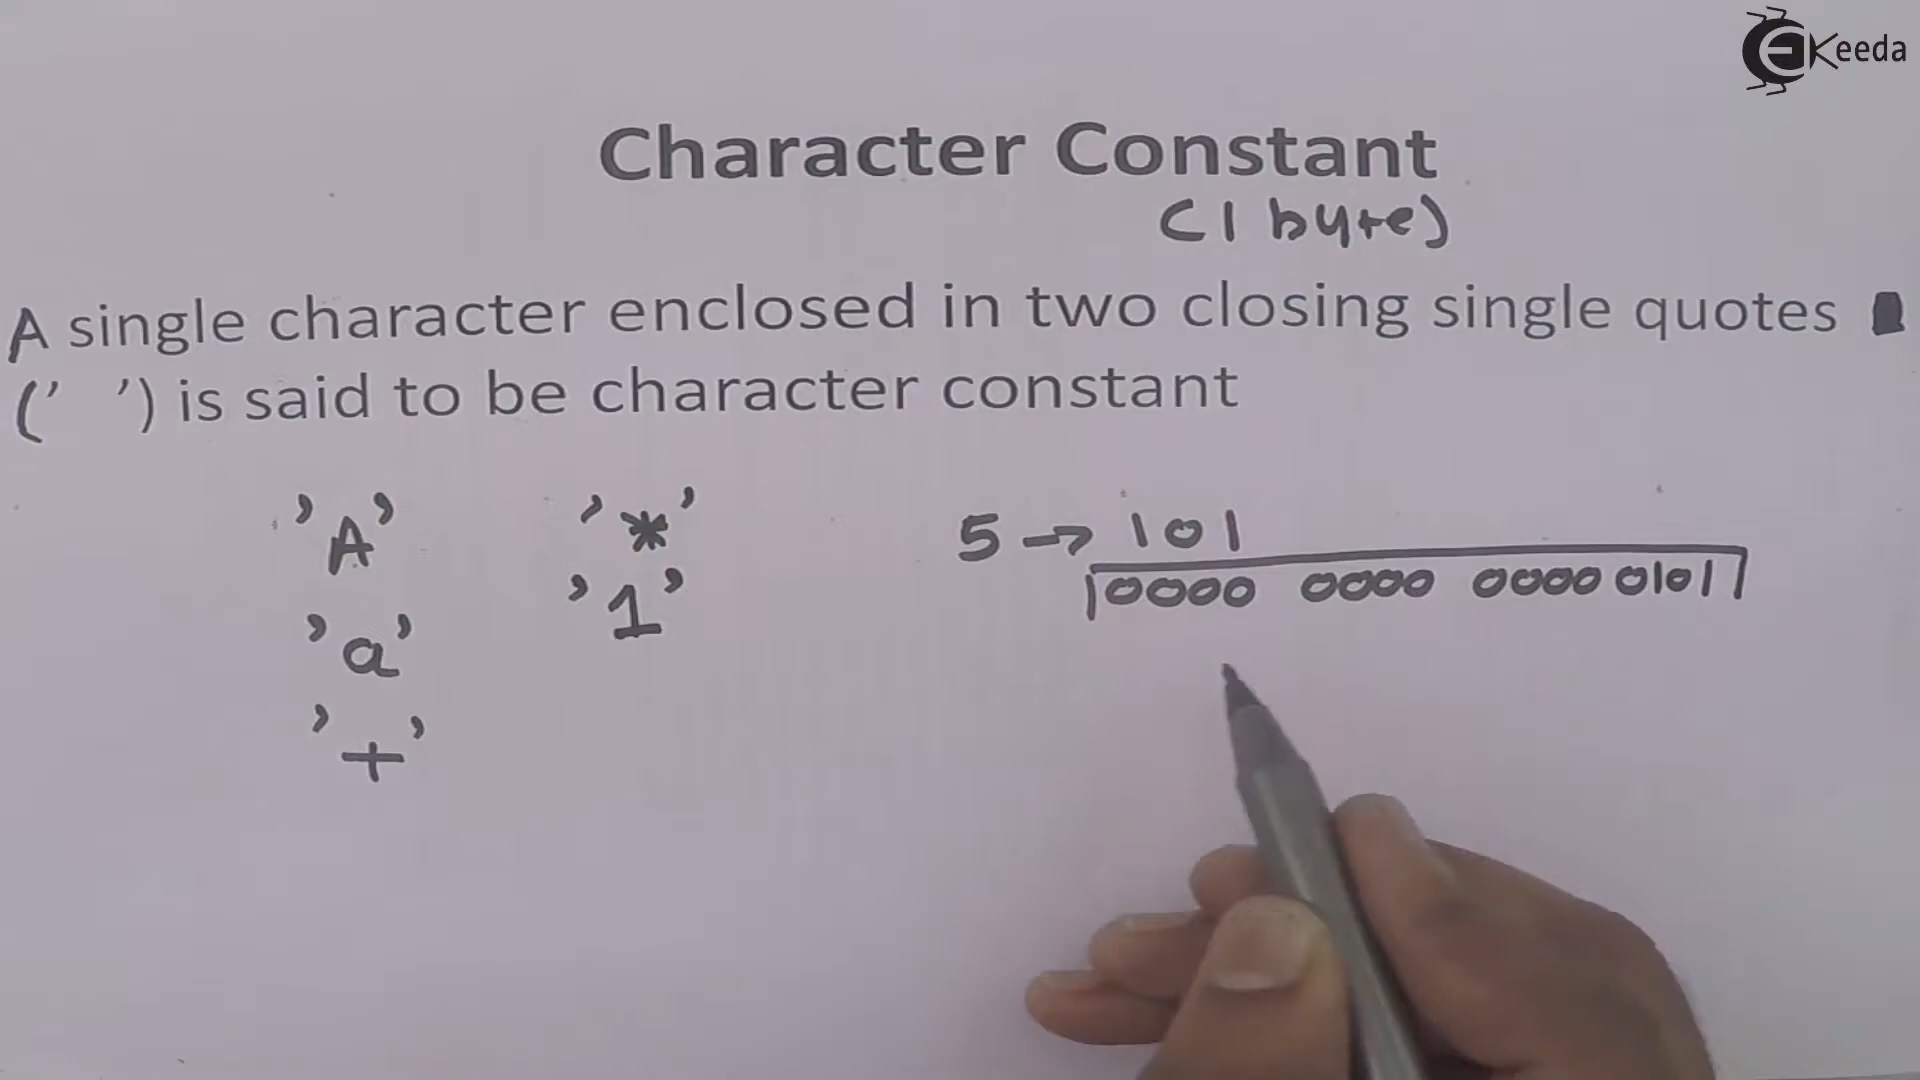 Keeda
Character Constant
(1 byte)
A single character enclosed in two closing single quotes
(’ ’) is said to be character constant
’A’ ’*’ 5 → 101
0000 0000 0000 0101
’1’
’a’
’+’